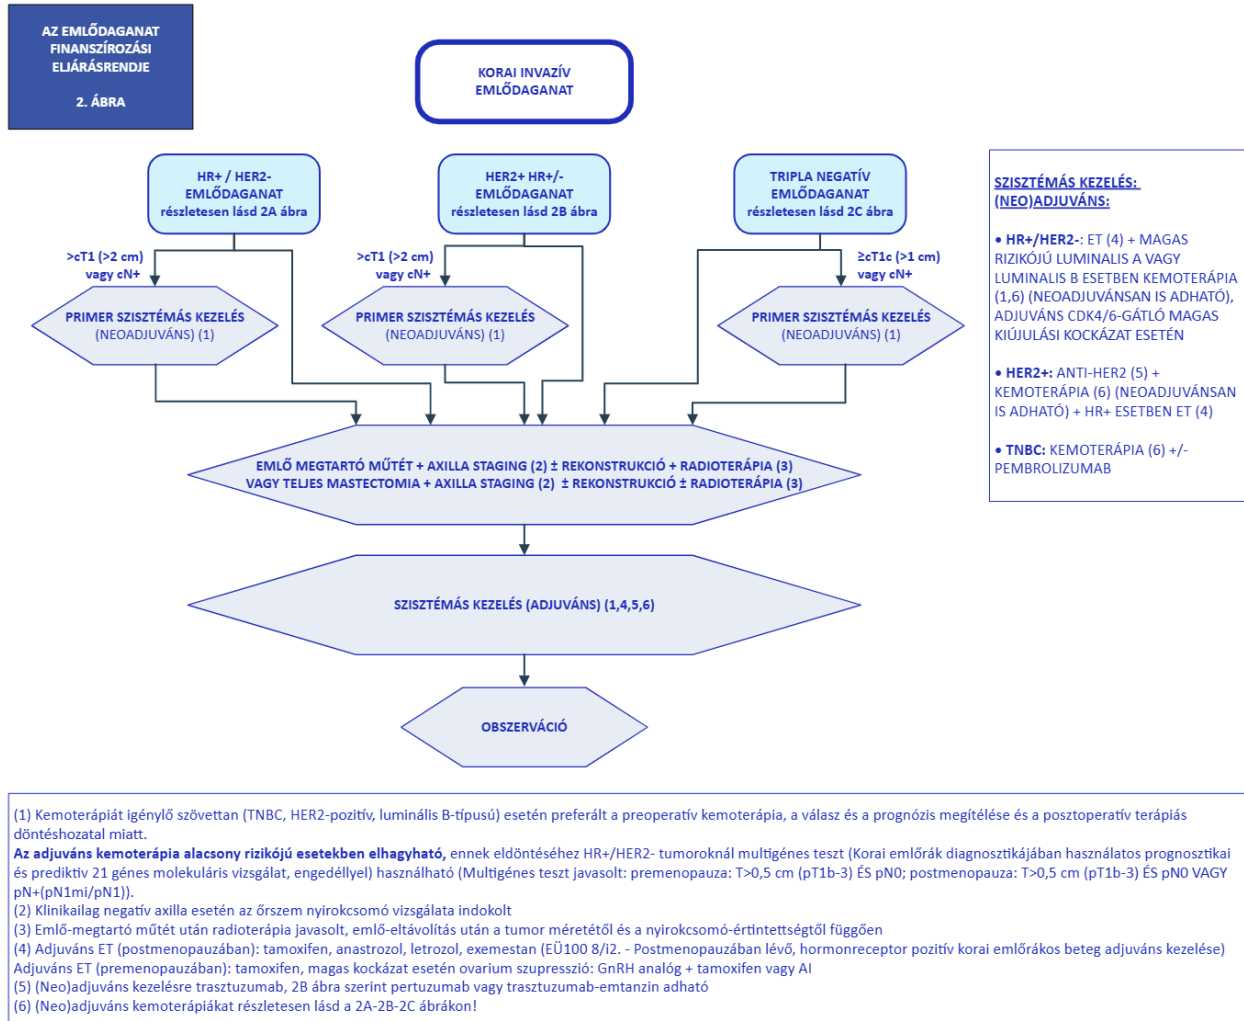 AZ EMLŐDAGANAT
FINANSZÍROZÁSI
ELJÁRÁSRENDJE
2. ÁBRA
KORAI INVAZÍV
EMLŐDAGANAT
HR+ / HER2-
EMLŐDAGANAT
részletesen lásd 2A ábra
HER2+ HR+/-
EMLŐDAGANAT
részletesen lásd 2B ábra
TRIPLA NEGATÍV
EMLŐDAGANAT
részletesen lásd 2C ábra
>cT1 (>2 cm)
vagy cN+
>cT1 (>2 cm)
vagy cN+
≥cT1c (>1 cm)
vagy cN+
PRIMER SZISZTÉMÁS KEZELÉS
(NEOADJUVÁNS) (1)
PRIMER SZISZTÉMÁS KEZELÉS
(NEOADJUVÁNS) (1)
PRIMER SZISZTÉMÁS KEZELÉS
(NEOADJUVÁNS) (1)
EMLŐ MEGTARTÓ MŰTÉT + AXILLA STAGING (2) ± REKONSTRUKCIÓ + RADIOTERÁPIA (3)
VAGY TELJES MASTECTOMIA + AXILLA STAGING (2) ± REKONSTRUKCIÓ ± RADIOTERÁPIA (3)
SZISZTÉMÁS KEZELÉS (ADJUVÁNS) (1,4,5,6)
OBSZERVÁCIÓ
SZISZTÉMÁS KEZELÉS:
(NEO)ADJUVÁNS:
• HR+/HER2-: ET (4) + MAGAS
RIZIKÓJÚ LUMINALIS A VAGY
LUMINALIS B ESETBEN KEMOTERÁPIA
(1,6) (NEOADJUVÁNSAN IS ADHATÓ),
ADJUVÁNS CDK4/6-GÁTLÓ MAGAS
KIÚJULÁSI KOCKÁZAT ESETÉN
• HER2+: ANTI-HER2 (5) +
KEMOTERÁPIA (6) (NEOADJUVÁNSAN
IS ADHATÓ) + HR+ ESETBEN ET (4)
• TNBC: KEMOTERÁPIA (6) +/-
PEMBROLIZUMAB
(1) Kemoterápiát igénylő szövettan (TNBC, HER2-pozitív, luminális B-típusú) esetén preferált a preoperatív kemoterápia, a válasz és a prognózis megítélése és a posztoperatív terápiás
döntéshozatal miatt.
Az adjuváns kemoterápia alacsony rizikójú esetekben elhagyható, ennek eldöntéséhez HR+/HER2- tumoroknál multigénes teszt (Korai emlőrák diagnosztikájában használatos prognosztikai
és prediktiv 21 génes molekuláris vizsgálat, engedéllyel) használható (Multigénes teszt javasolt: premenopauza: T>0,5 cm (pT1b-3) ÉS pN0; postmenopauza: T>0,5 cm (pT1b-3) ÉS pN0 VAGY
pN+(pN1mi/pN1)).
(2) Klinikailag negatív axilla esetén az őrszem nyirokcsomó vizsgálata indokolt
(3) Emlő-megtartó műtét után radioterápia javasolt, emlő-eltávolítás után a tumor méretétől és a nyirokcsomó-értintettségtől függően
(4) Adjuváns ET (postmenopauzában): tamoxifen, anastrozol, letrozol, exemestan (EÜ100 8/i2. - Postmenopauzában lévő, hormonreceptor pozitív korai emlőrákos beteg adjuváns kezelése)
Adjuváns ET (premenopauzában): tamoxifen, magas kockázat esetén ovarium szupresszió: GnRH analóg + tamoxifen vagy AI
(5) (Neo)adjuváns kezelésre trasztuzumab, 2B ábra szerint pertuzumab vagy trasztuzumab-emtanzin adható
(6) (Neo)adjuváns kemoterápiákat részletesen lásd a 2A-2B-2C ábrákon!